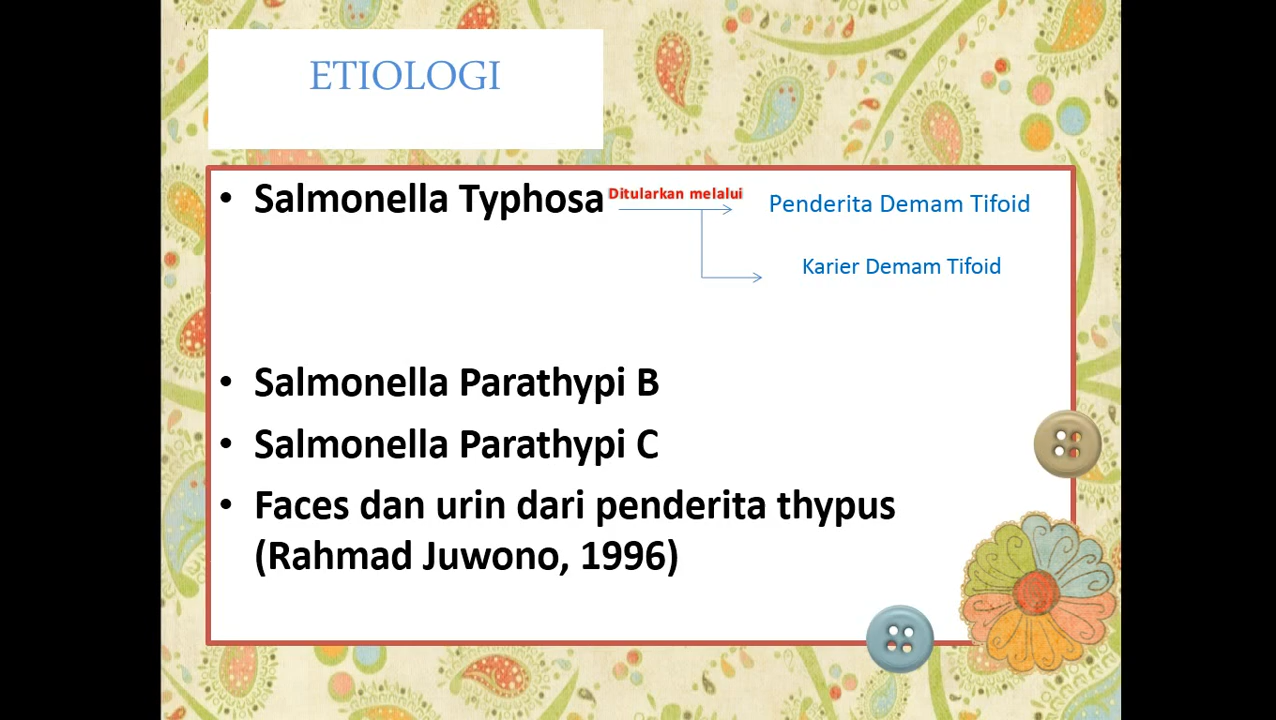 ETIOLOGI
• Salmonella Typhosa Ditularkan melalui Penderita Demam Tifoid
Karier Demam Tifoid
• Salmonella Parathypi B
• Salmonella Parathypi C
• Faces dan urin dari penderita thypus
(Rahmad Juwono, 1996)